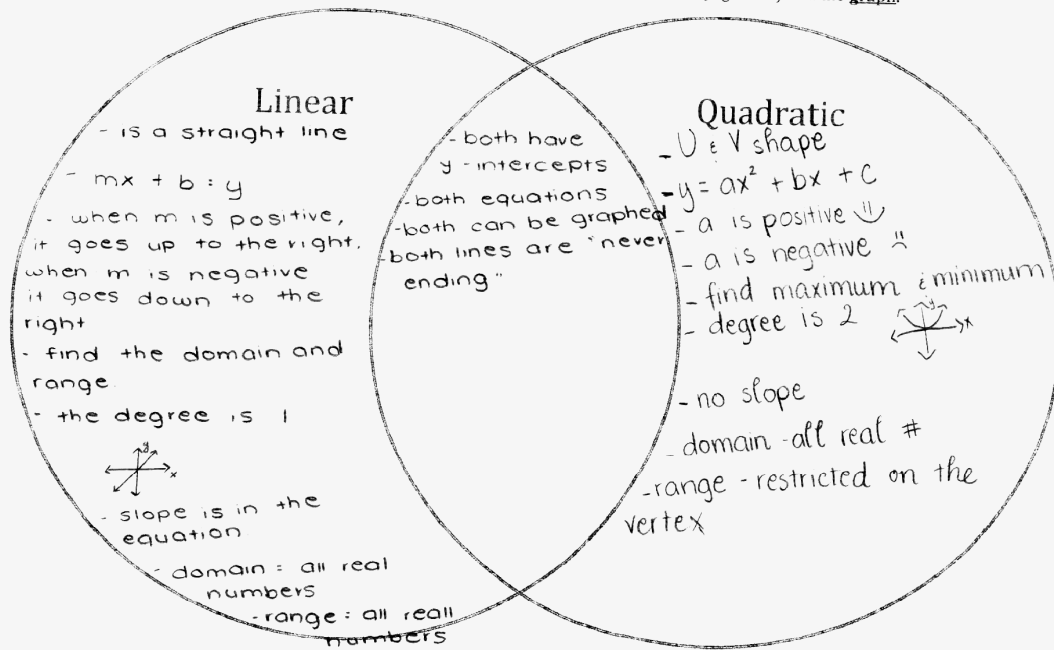 graph.
Linear
- is a straight line
- mx + b = y
- when m is positive,
it goes up to the right.
when m is negative
it goes down to the
right
- find the domain and
range.
- the degree is 1
y
x
- slope is in the
equation
- domain = all real
numbers
- range = all reall
numbers
- both have
y-intercepts
- both equations
- both can be graphed
- both lines are "never
ending"
Quadratic
- U & V shape
- y = ax² + bx + c
- a is positive
- a is negative
- find maximum & minimum
- degree is 2
y
x
- no slope
- domain - all real #
- range - restricted on the
vertex